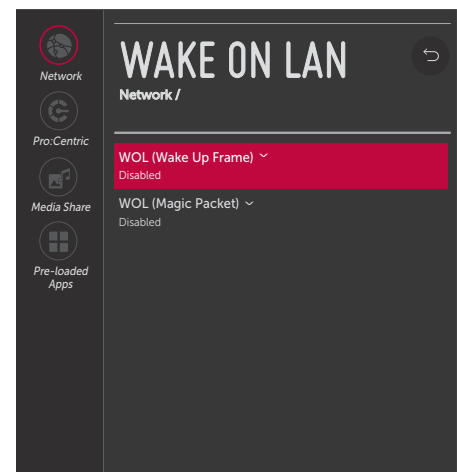 Network
Pro:Centric
Media Share
Pre-loaded
Apps
WAKE ON LAN
Network /
WOL (Wake Up Frame)
Disabled
WOL (Magic Packet)
Disabled